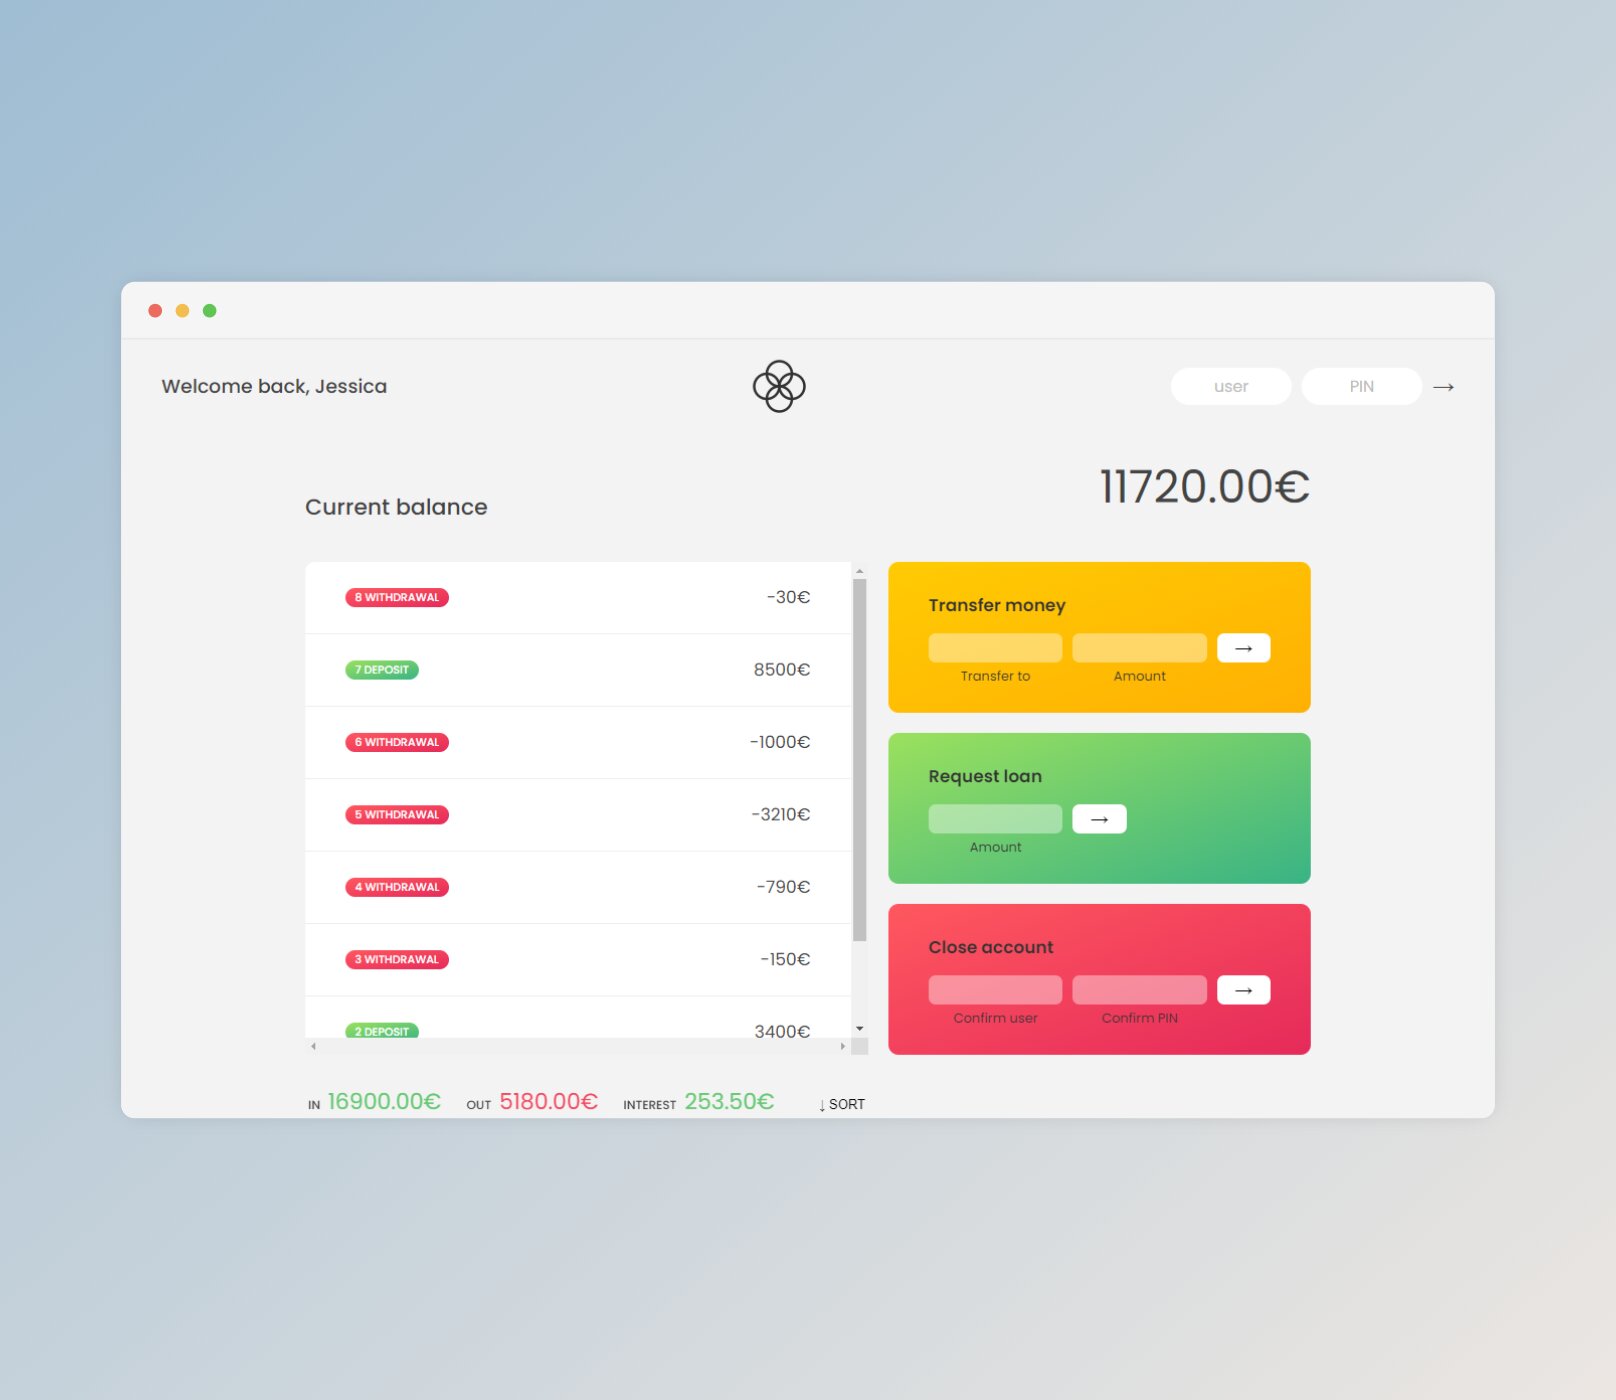 Welcome back, Jessica
user
PIN
→
Current balance
11720.00€
8 WITHDRAWAL
-30€
7 DEPOSIT
8500€
6 WITHDRAWAL
-1000€
5 WITHDRAWAL
-3210€
4 WITHDRAWAL
-790€
3 WITHDRAWAL
-150€
2 DEPOSIT
3400€
IN 16900.00€
OUT 5180.00€
INTEREST 253.50€
↓ SORT
Transfer money
→
Transfer to
Amount
Request loan
→
Amount
Close account
→
Confirm user
Confirm PIN